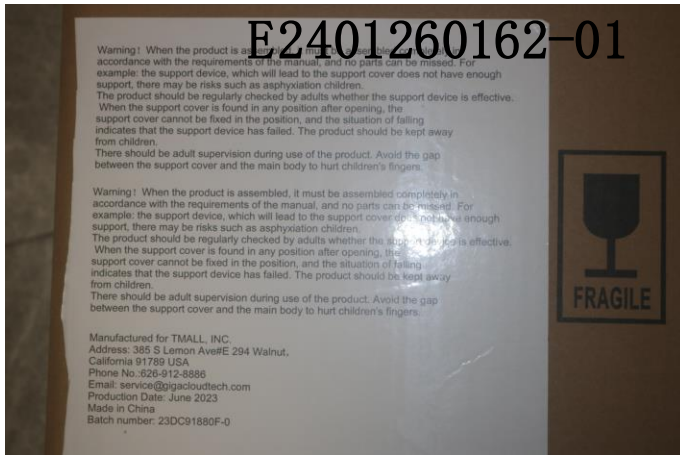 E2401260162-01
Warning! When the product is assembled, it must be assembled completely in
accordance with the requirements of the manual, and no parts can be missed. For
example: the support device, which will lead to the support cover does not have enough
support, there may be risks such as asphyxiation children.
The product should be regularly checked by adults whether the support device is effective.
When the support cover is found in any position after opening, the
support cover cannot be fixed in the position, and the situation of falling
indicates that the support device has failed. The product should be kept away
from children.
There should be adult supervision during use of the product. Avoid the gap
between the support cover and the main body to hurt children's fingers.
Warning! When the product is assembled, it must be assembled completely in
accordance with the requirements of the manual, and no parts can be missed. For
example: the support device, which will lead to the support cover does not have enough
support, there may be risks such as asphyxiation children.
The product should be regularly checked by adults whether the support device is effective.
When the support cover is found in any position after opening, the
support cover cannot be fixed in the position, and the situation of falling
indicates that the support device has failed. The product should be kept away
from children.
There should be adult supervision during use of the product. Avoid the gap
between the support cover and the main body to hurt children's fingers.
Manufactured for TMALL, INC.
Address: 385 S Lemon Ave#E 294 Walnut,
California 91789 USA
Phone No.:626-912-8886
Email: service@gigacloudtech.com
Production Date: June 2023
Made in China
Batch number: 23DC91880F-0
FRAGILE